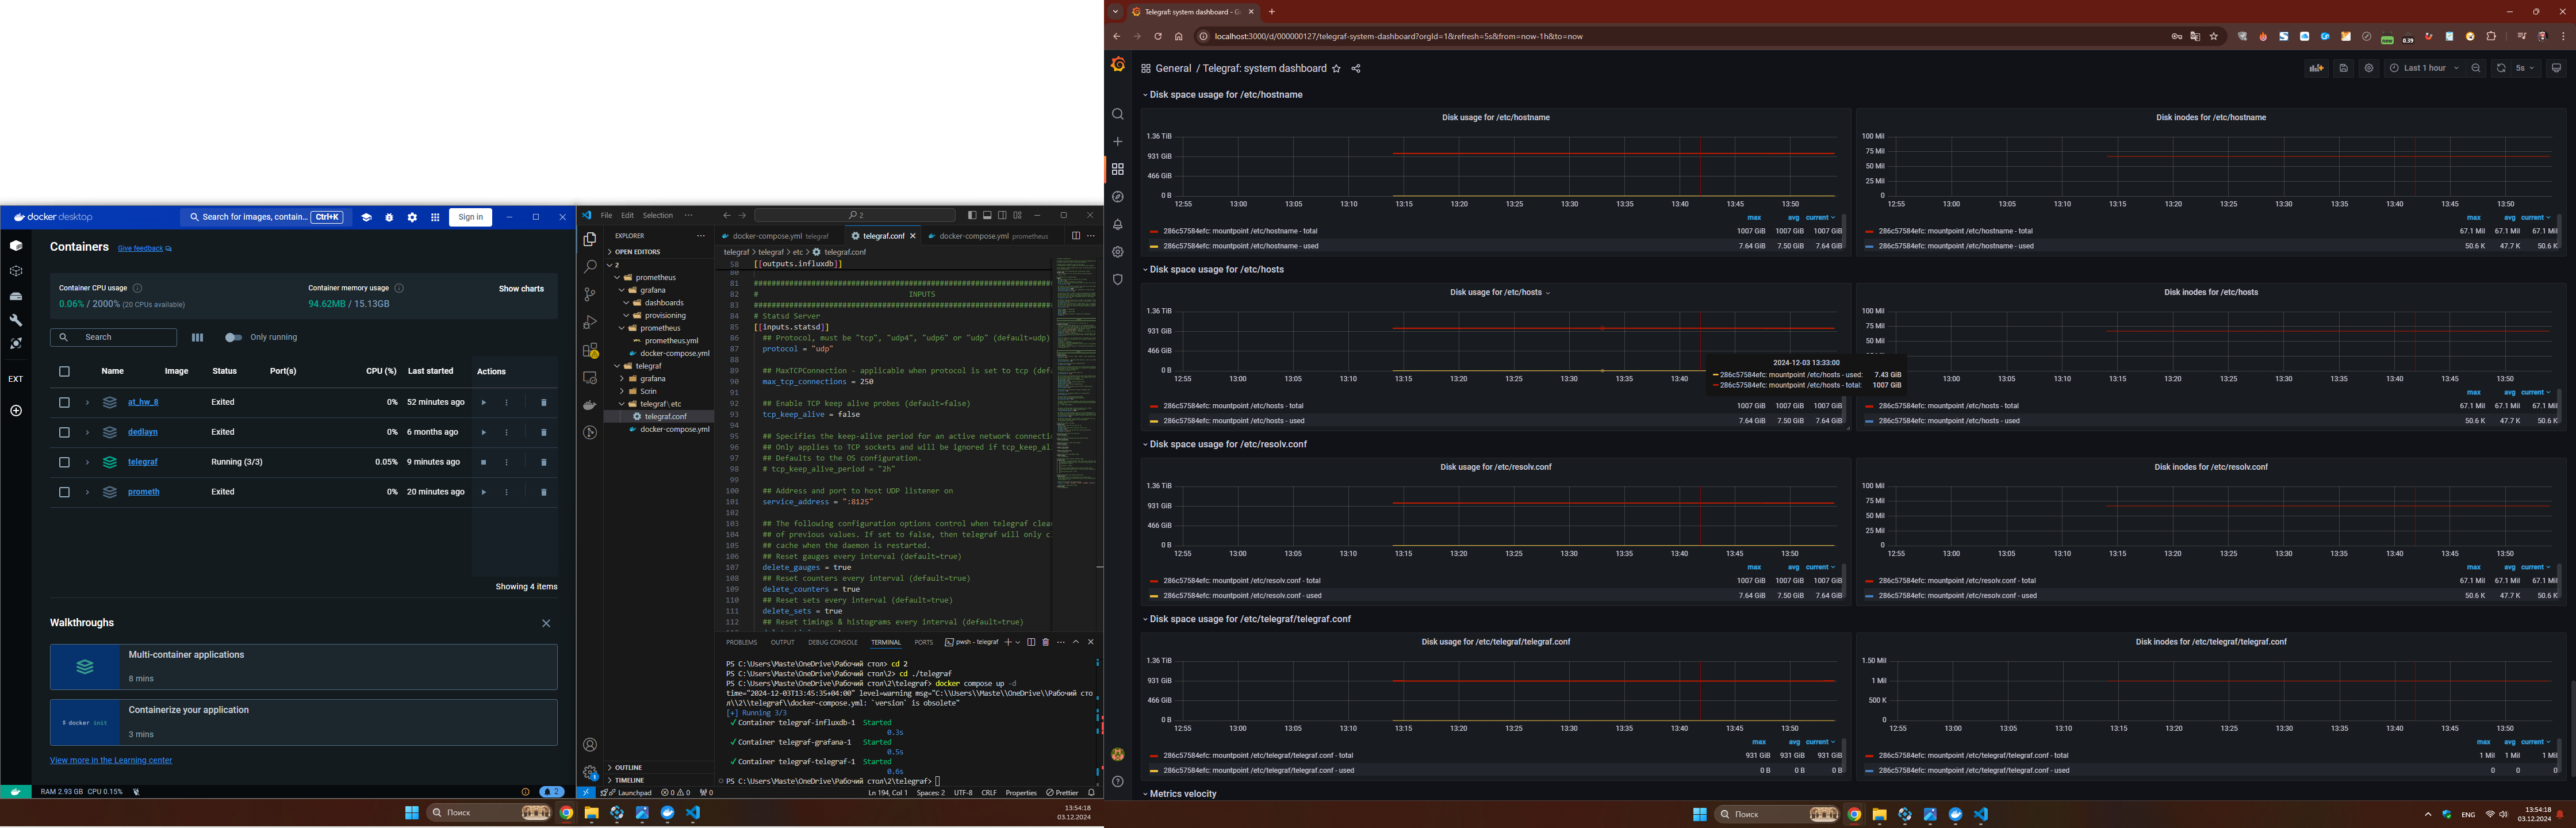 docker desktop
Search for images, contain... Ctrl+K
Sign in
Containers Give feedback
Container CPU usage
0.06% / 2000% (20 CPUs available)
Container memory usage
94.62MB / 15.13GB
Show charts
Search
Only running
Name Image Status Port(s) CPU (%) Last started Actions
at_hw_8 Exited 0% 52 minutes ago
dedlayn Exited 0% 6 months ago
telegraf Running (3/3) 0.05% 9 minutes ago
prometh Exited 0% 20 minutes ago
Showing 4 items
EXT
Walkthroughs
Multi-container applications
8 mins
$ docker init
Containerize your application
3 mins
View more in the Learning center
RAM 2.93 GB CPU 0.15%
2
File Edit Selection ···
2
EXPLORER
OPEN EDITORS
2
prometheus
grafana
dashboards
provisioning
prometheus
prometheus.yml
docker-compose.yml
telegraf
grafana
Scrin
telegraf \ etc
telegraf.conf
docker-compose.yml
OUTLINE
TIMELINE
docker-compose.yml telegraf
telegraf.conf
docker-compose.yml prometheus
telegraf > telegraf > etc > telegraf.conf
58 [[outputs.influxdb]]
80
81 ####################################################################
82 # INPUTS
83 ####################################################################
84 # Statsd Server
85 [[inputs.statsd]]
86 ## Protocol, must be "tcp", "udp4", "udp6" or "udp" (default=udp)
87 protocol = "udp"
88
89 ## MaxTCPConnection - applicable when protocol is set to tcp (def
90 max_tcp_connections = 250
91
92 ## Enable TCP keep alive probes (default=false)
93 tcp_keep_alive = false
94
95 ## Specifies the keep-alive period for an active network connecti
96 ## Only applies to TCP sockets and will be ignored if tcp_keep_al
97 ## Defaults to the OS configuration.
98 # tcp_keep_alive_period = "2h"
99
100 ## Address and port to host UDP listener on
101 service_address = ":8125"
102
103 ## The following configuration options control when telegraf clea
104 ## of previous values. If set to false, then telegraf will only c
105 ## cache when the daemon is restarted.
106 ## Reset gauges every interval (default=true)
107 delete_gauges = true
108 ## Reset counters every interval (default=true)
109 delete_counters = true
110 ## Reset sets every interval (default=true)
111 delete_sets = true
112 ## Reset timings & histograms every interval (default=true)
PROBLEMS OUTPUT DEBUG CONSOLE TERMINAL PORTS pwsh - telegraf
PS C:\Users\Maste\OneDrive\Рабочий стол> cd 2
PS C:\Users\Maste\OneDrive\Рабочий стол\2> cd ./telegraf
PS C:\Users\Maste\OneDrive\Рабочий стол\2\telegraf> docker compose up -d
time="2024-12-03T13:45:35+04:00" level=warning msg="C:\\Users\\Maste\\OneDrive\\Рабочий сто
л\\2\\telegraf\\docker-compose.yml: `version` is obsolete"
[+] Running 3/3
✔ Container telegraf-influxdb-1 Started
0.3s
✔ Container telegraf-grafana-1 Started
0.5s
✔ Container telegraf-telegraf-1 Started
0.6s
PS C:\Users\Maste\OneDrive\Рабочий стол\2\telegraf>
Launchpad 0 0 0 Ln 194, Col 1 Spaces: 2 UTF-8 CRLF Properties Prettier
Поиск
13:54:18
03.12.2024
Telegraf: system dashboard - G
localhost:3000/d/000000127/telegraf-system-dashboard?orgId=1&refresh=5s&from=now-1h&to=now
new 0.39
General / Telegraf: system dashboard
Last 1 hour 5s
Disk space usage for /etc/hostname
Disk usage for /etc/hostname
1.36 TiB
931 GiB
466 GiB
0 B
12:55 13:00 13:05 13:10 13:15 13:20 13:25 13:30 13:35 13:40 13:45 13:50
max avg current
286c57584efc: mountpoint /etc/hostname - total 1007 GiB 1007 GiB 1007 GiB
286c57584efc: mountpoint /etc/hostname - used 7.64 GiB 7.50 GiB 7.64 GiB
Disk inodes for /etc/hostname
100 Mil
75 Mil
50 Mil
25 Mil
0
12:55 13:00 13:05 13:10 13:15 13:20 13:25 13:30 13:35 13:40 13:45 13:50
max avg current
286c57584efc: mountpoint /etc/hostname - total 67.1 Mil 67.1 Mil 67.1 Mil
286c57584efc: mountpoint /etc/hostname - used 50.6 K 47.7 K 50.6 K
Disk space usage for /etc/hosts
Disk usage for /etc/hosts
1.36 TiB
931 GiB
466 GiB
0 B
12:55 13:00 13:05 13:10 13:15 13:20 13:25 13:30 13:35 13:40
2024-12-03 13:33:00
286c57584efc: mountpoint /etc/hosts - used: 7.43 GiB
286c57584efc: mountpoint /etc/hosts - total: 1007 GiB
286c57584efc: mountpoint /etc/hosts - total 1007 GiB 1007 GiB 1007 GiB
286c57584efc: mountpoint /etc/hosts - used 7.64 GiB 7.50 GiB 7.64 GiB
Disk inodes for /etc/hosts
100 Mil
75 Mil
50 Mil
13:00 13:05 13:10 13:15 13:20 13:25 13:30 13:35 13:40 13:45 13:50
max avg current
286c57584efc: mountpoint /etc/hosts - total 67.1 Mil 67.1 Mil 67.1 Mil
286c57584efc: mountpoint /etc/hosts - used 50.6 K 47.7 K 50.6 K
Disk space usage for /etc/resolv.conf
Disk usage for /etc/resolv.conf
1.36 TiB
931 GiB
466 GiB
0 B
12:55 13:00 13:05 13:10 13:15 13:20 13:25 13:30 13:35 13:40 13:45 13:50
max avg current
286c57584efc: mountpoint /etc/resolv.conf - total 1007 GiB 1007 GiB 1007 GiB
286c57584efc: mountpoint /etc/resolv.conf - used 7.64 GiB 7.50 GiB 7.64 GiB
Disk inodes for /etc/resolv.conf
100 Mil
75 Mil
50 Mil
25 Mil
0
12:55 13:00 13:05 13:10 13:15 13:20 13:25 13:30 13:35 13:40 13:45 13:50
max avg current
286c57584efc: mountpoint /etc/resolv.conf - total 67.1 Mil 67.1 Mil 67.1 Mil
286c57584efc: mountpoint /etc/resolv.conf - used 50.6 K 47.7 K 50.6 K
Disk space usage for /etc/telegraf/telegraf.conf
Disk usage for /etc/telegraf/telegraf.conf
1.36 TiB
931 GiB
466 GiB
0 B
12:55 13:00 13:05 13:10 13:15 13:20 13:25 13:30 13:35 13:40 13:45 13:50
max avg current
286c57584efc: mountpoint /etc/telegraf/telegraf.conf - total 931 GiB 931 GiB 931 GiB
286c57584efc: mountpoint /etc/telegraf/telegraf.conf - used 0 B 0 B 0 B
Disk inodes for /etc/telegraf/telegraf.conf
1.50 Mil
1 Mil
500 K
0
12:55 13:00 13:05 13:10 13:15 13:20 13:25 13:30 13:35 13:40 13:45 13:50
max avg current
286c57584efc: mountpoint /etc/telegraf/telegraf.conf - total 1 Mil 1 Mil 1 Mil
286c57584efc: mountpoint /etc/telegraf/telegraf.conf - used 0 0 0
Metrics velocity
Поиск
ENG
13:54:18
03.12.2024